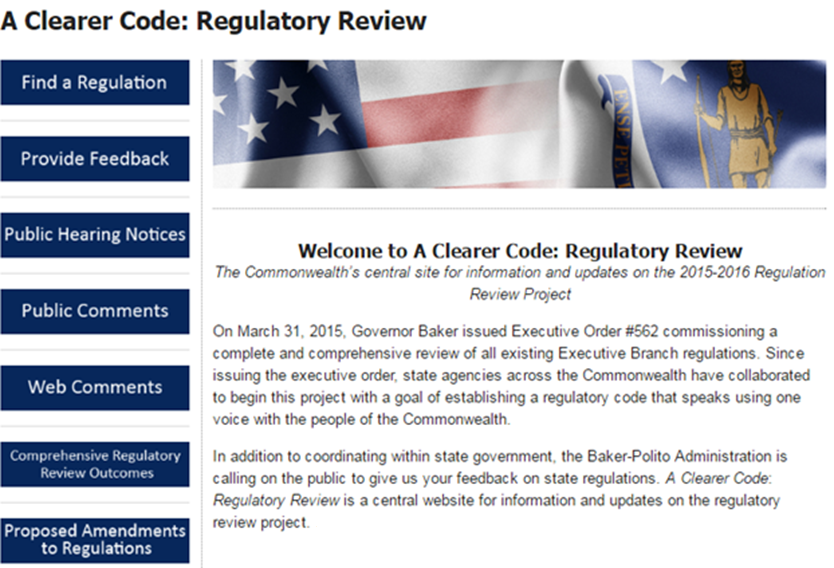 A Clearer Code: Regulatory Review
Find a Regulation
Provide Feedback
Public Hearing Notices
Public Comments
Web Comments
Comprehensive Regulatory
Review Outcomes
Proposed Amendments
to Regulations
ENSE PETI
Welcome to A Clearer Code: Regulatory Review
The Commonwealth's central site for information and updates on the 2015-2016 Regulation
Review Project
On March 31, 2015, Governor Baker issued Executive Order #562 commissioning a
complete and comprehensive review of all existing Executive Branch regulations. Since
issuing the executive order, state agencies across the Commonwealth have collaborated
to begin this project with a goal of establishing a regulatory code that speaks using one
voice with the people of the Commonwealth.
In addition to coordinating within state government, the Baker-Polito Administration is
calling on the public to give us your feedback on state regulations. A Clearer Code:
Regulatory Review is a central website for information and updates on the regulatory
review project.